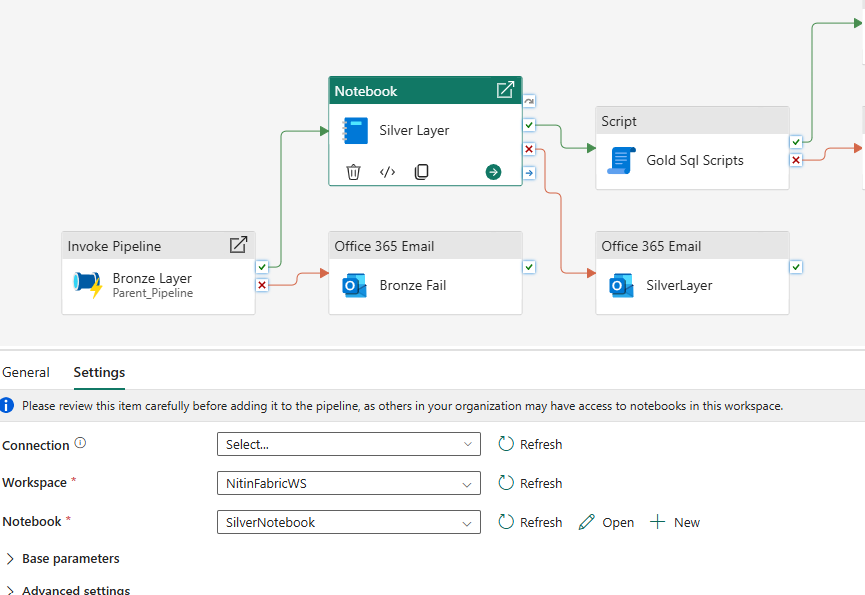 Notebook
Silver Layer
Script
Gold Sql Scripts
Invoke Pipeline
Bronze Layer
Parent_Pipeline
Office 365 Email
Bronze Fail
Office 365 Email
SilverLayer
General
Settings
Please review this item carefully before adding it to the pipeline, as others in your organization may have access to notebooks in this workspace.
Connection
Select...
Refresh
Workspace *
NitinFabricWS
Refresh
Notebook *
SilverNotebook
Refresh
Open
New
Base parameters
Advanced settings